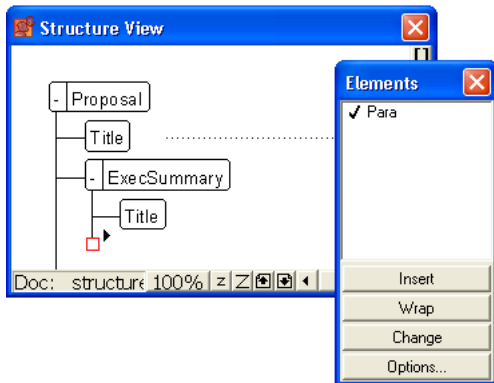 Structure View
- Proposal
Title
- ExecSummary
Title
Doc: structure 100% z Z
Elements
✓ Para
Insert
Wrap
Change
Options...